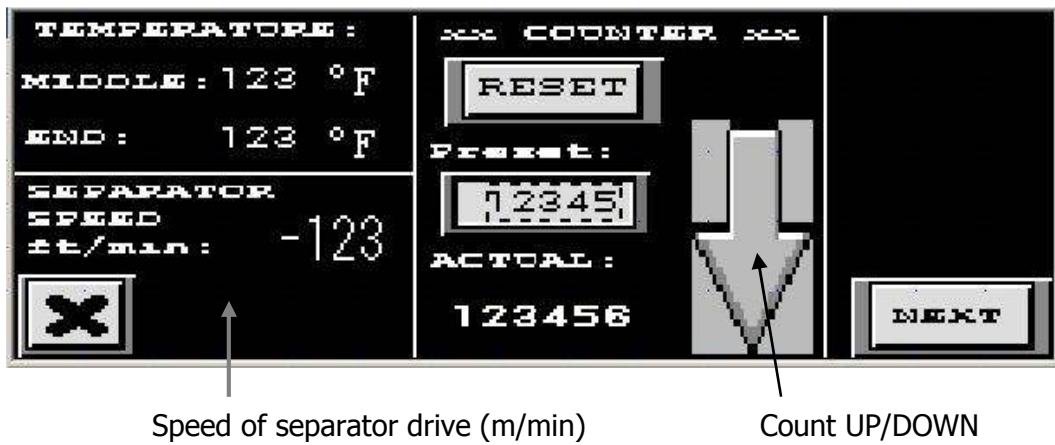 TEMPERATURE:
MIDDLE: 123 °F
END: 123 °F
SEPARATOR
SPEED
ft/min: -123
xx COUNTER xx
RESET
Preset:
12345
ACTUAL:
123456
NEXT
Speed of separator drive (m/min)
Count UP/DOWN